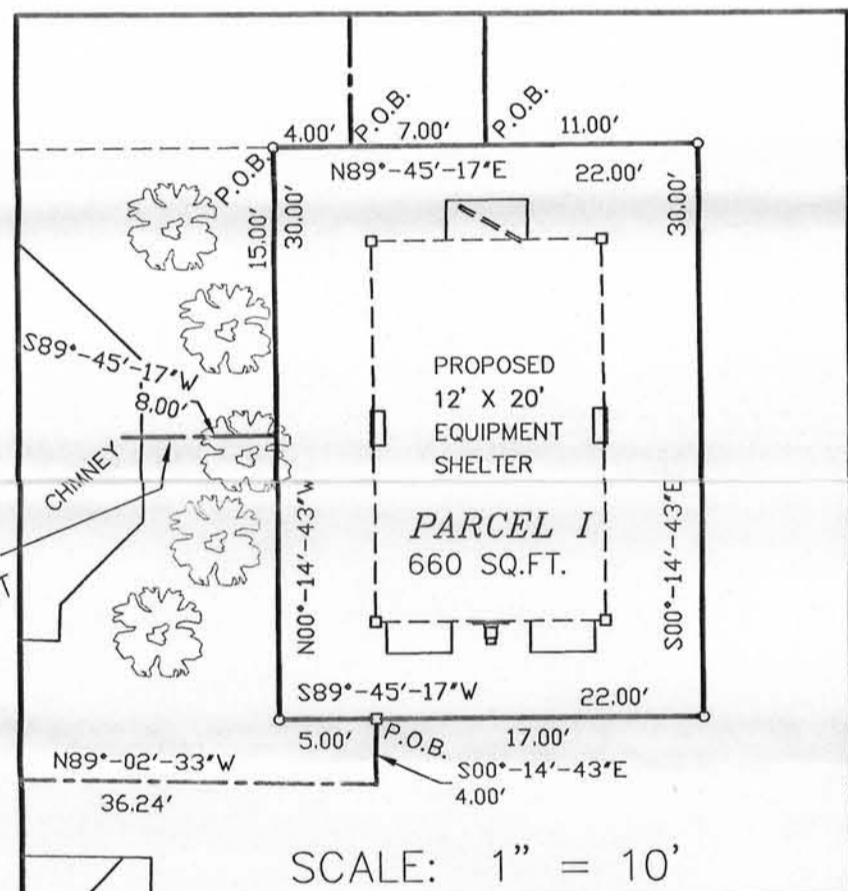 P.O.B.
P.O.B.
4.00'
7.00'
11.00'
N89°-45'-17"E
22.00'
P.O.B.
15.00'
30.00'
30.00'
S89°-45'-17"W
8.00'
PROPOSED
12' X 20'
EQUIPMENT
SHELTER
CHIMNEY
PARCEL I
660 SQ.FT.
N00°-14'-43"W
S00°-14'-43"E
S89°-45'-17"W
22.00'
5.00'
P.O.B.
17.00'
N89°-02'-33"W
36.24'
S00°-14'-43"E
4.00'
SCALE: 1" = 10'